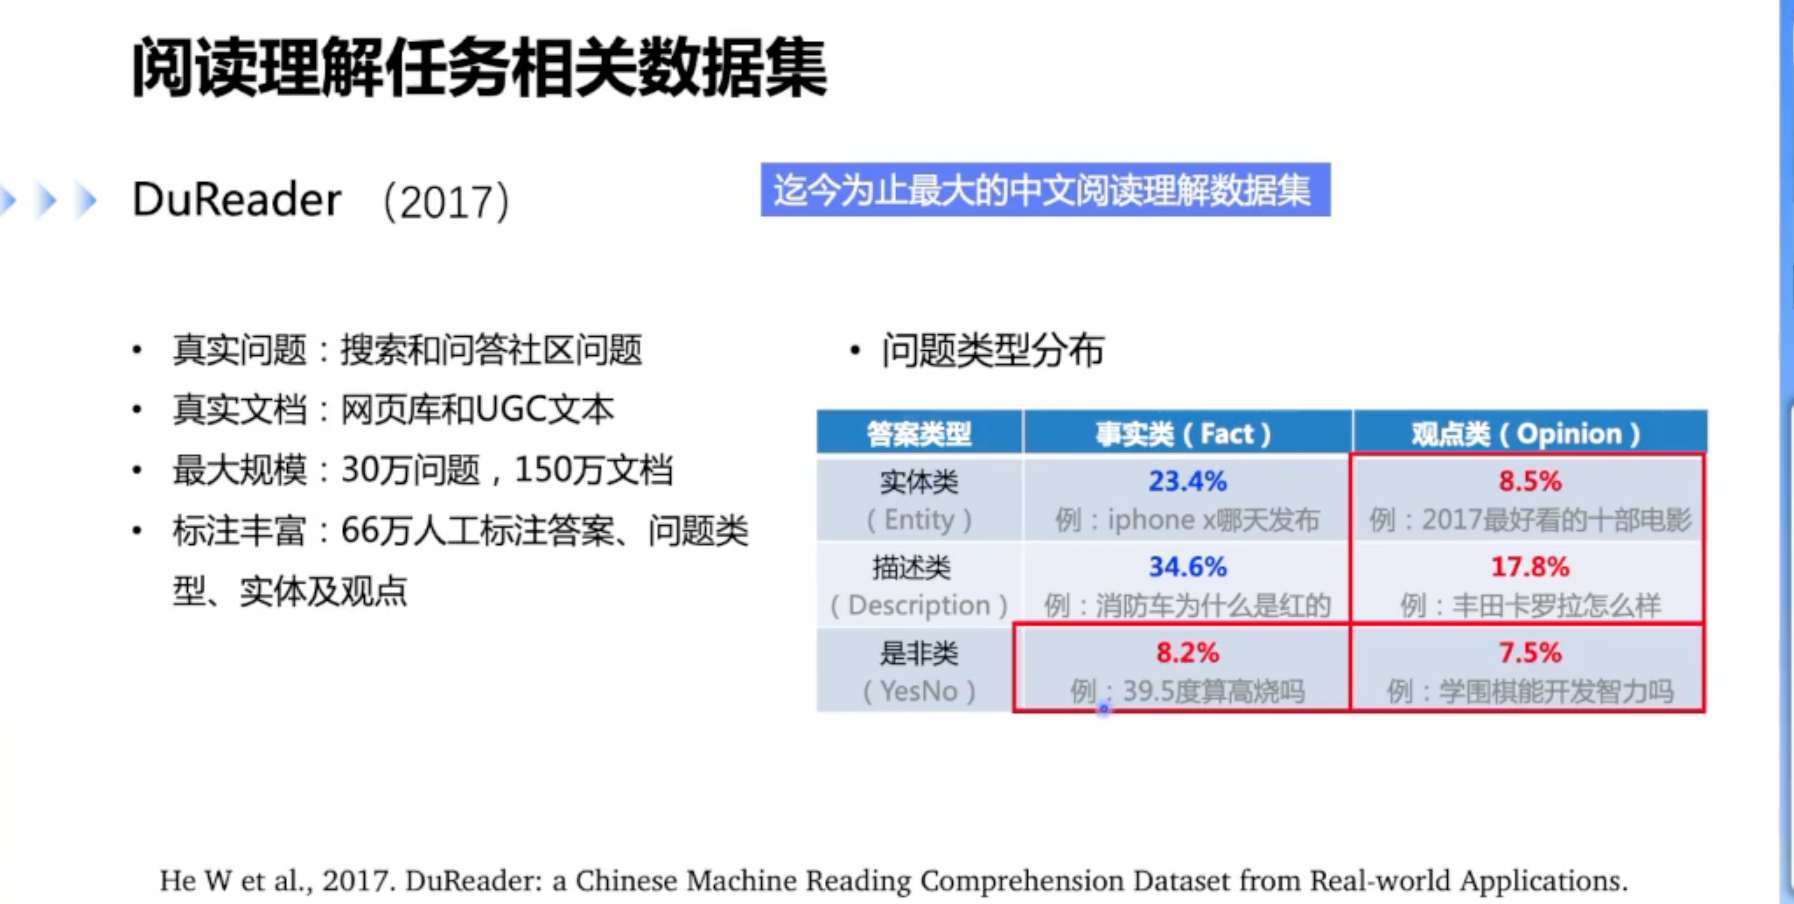 阅读理解任务相关数据集
DuReader （2017）
迄今为止最大的中文阅读理解数据集
• 真实问题：搜索和问答社区问题
• 真实文档：网页库和UGC文本
• 最大规模：30万问题，150万文档
• 标注丰富：66万人工标注答案、问题类
型、实体及观点
• 问题类型分布
答案类型 事实类（Fact） 观点类（Opinion）
实体类 23.4% 8.5%
（Entity） 例：iphone x哪天发布 例：2017最好看的十部电影
描述类 34.6% 17.8%
（Description） 例：消防车为什么是红的 例：丰田卡罗拉怎么样
是非类 8.2% 7.5%
（YesNo） 例：39.5度算高烧吗 例：学围棋能开发智力吗
He W et al., 2017. DuReader: a Chinese Machine Reading Comprehension Dataset from Real-world Applications.